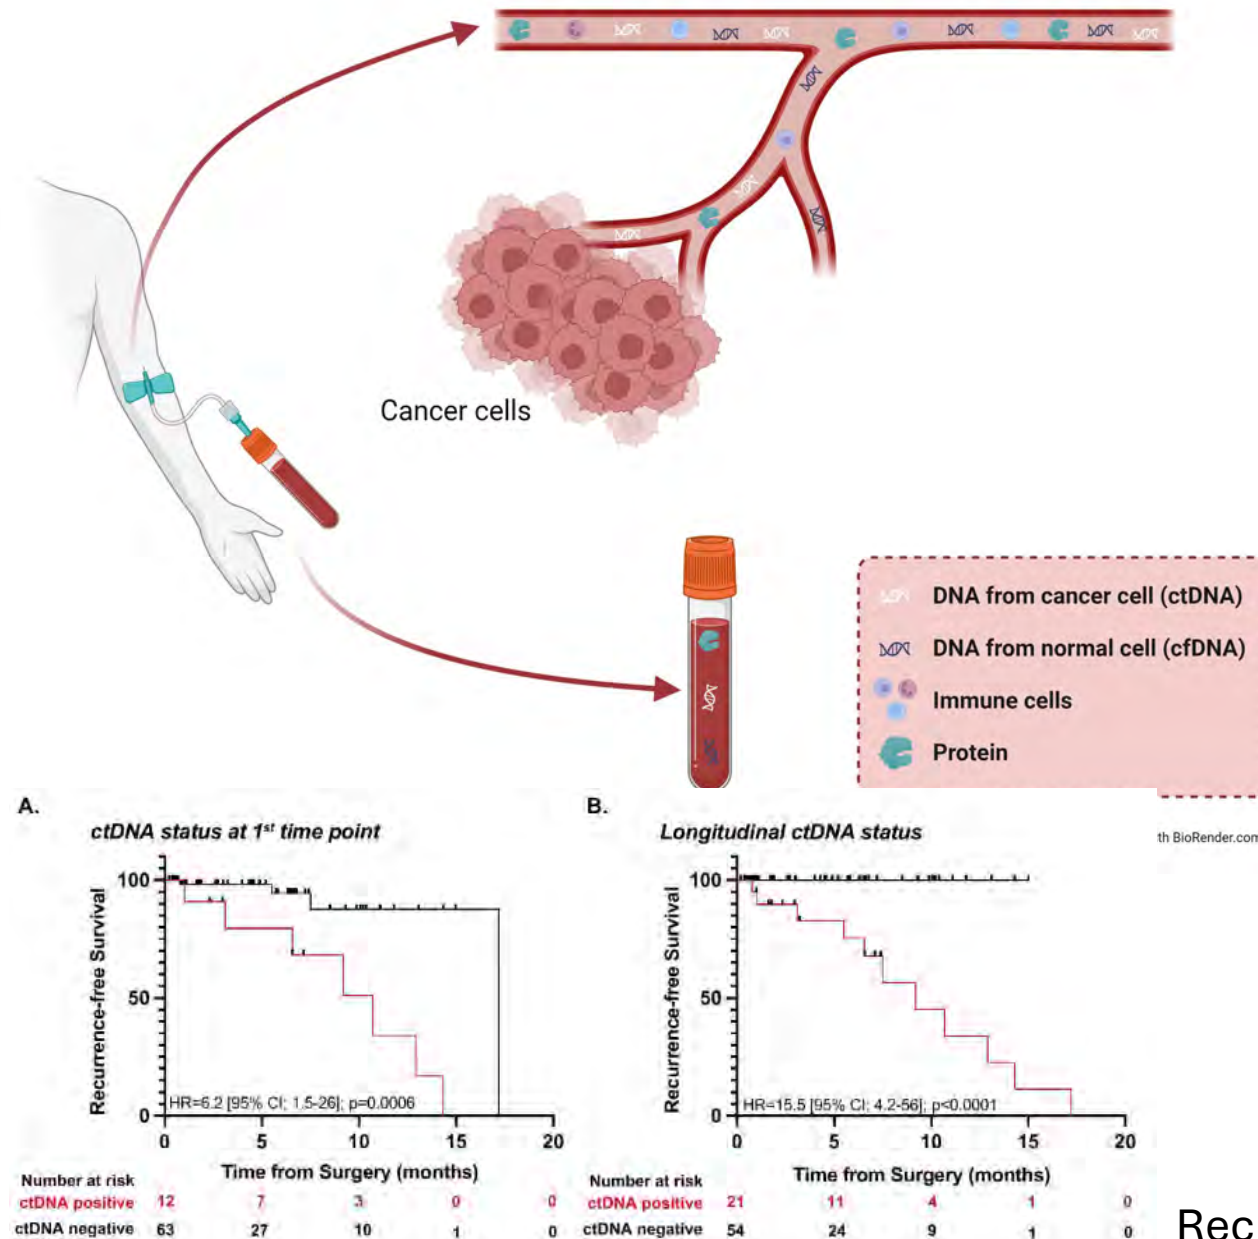 Cancer cells
DNA from cancer cell (ctDNA)
DNA from normal cell (cfDNA)
Immune cells
Protein
th BioRender.com
A.
ctDNA status at 1st time point
100
50
0
Recurrence-free Survival
HR=6.2 [95% CI; 1.5-26]; p=0.0006
0 5 10 15 20
Time from Surgery (months)
Number at risk
ctDNA positive 12 7 3 0 0
ctDNA negative 63 27 10 1 0
B.
Longitudinal ctDNA status
100
50
0
Recurrence-free Survival
HR=15.5 [95% CI; 4.2-56]; p<0.0001
0 5 10 15 20
Time from Surgery (months)
Number at risk
ctDNA positive 21 11 4 1 0
ctDNA negative 54 24 9 1 0
Rec